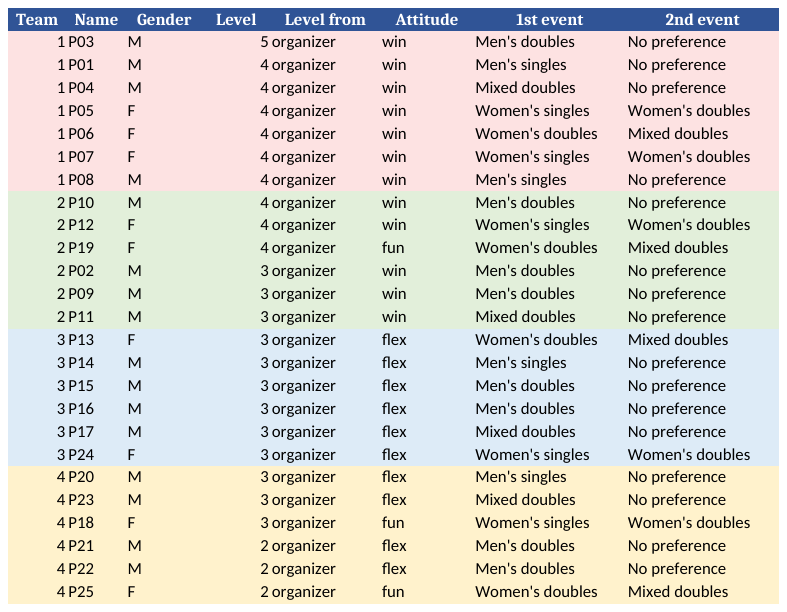 Team Name Gender Level Level from Attitude 1st event 2nd event
1 P03 M 5 organizer win Men's doubles No preference
1 P01 M 4 organizer win Men's singles No preference
1 P04 M 4 organizer win Mixed doubles No preference
1 P05 F 4 organizer win Women's singles Women's doubles
1 P06 F 4 organizer win Women's doubles Mixed doubles
1 P07 F 4 organizer win Women's singles Women's doubles
1 P08 M 4 organizer win Men's singles No preference
2 P10 M 4 organizer win Men's doubles No preference
2 P12 F 4 organizer win Women's singles Women's doubles
2 P19 F 4 organizer fun Women's doubles Mixed doubles
2 P02 M 3 organizer win Men's doubles No preference
2 P09 M 3 organizer win Men's doubles No preference
2 P11 M 3 organizer win Mixed doubles No preference
3 P13 F 3 organizer flex Women's doubles Mixed doubles
3 P14 M 3 organizer flex Men's singles No preference
3 P15 M 3 organizer flex Men's doubles No preference
3 P16 M 3 organizer flex Men's doubles No preference
3 P17 M 3 organizer flex Mixed doubles No preference
3 P24 F 3 organizer flex Women's singles Women's doubles
4 P20 M 3 organizer flex Men's singles No preference
4 P23 M 3 organizer flex Mixed doubles No preference
4 P18 F 3 organizer fun Women's singles Women's doubles
4 P21 M 2 organizer flex Men's doubles No preference
4 P22 M 2 organizer flex Men's doubles No preference
4 P25 F 2 organizer fun Women's doubles Mixed doubles